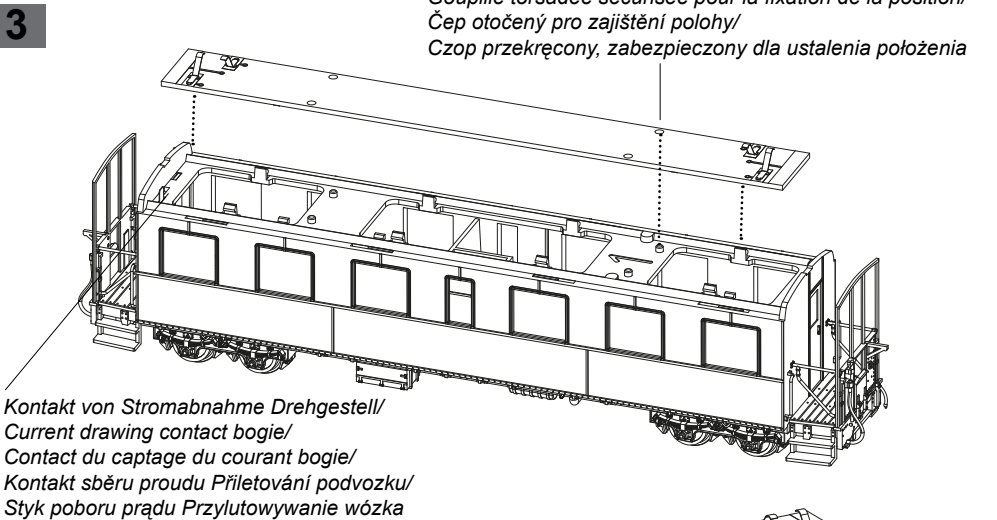 3
Goupille torsadée sécurisée pour la fixation de la position/
Čep otočený pro zajištění polohy/
Czop przekręcony, zabezpieczony dla ustalenia położenia
Kontakt von Stromabnahme Drehgestell/
Current drawing contact bogie/
Contact du captage du courant bogie/
Kontakt sběru proudu Přiletování podvozku/
Styk poboru prądu Przylutowywanie wózka